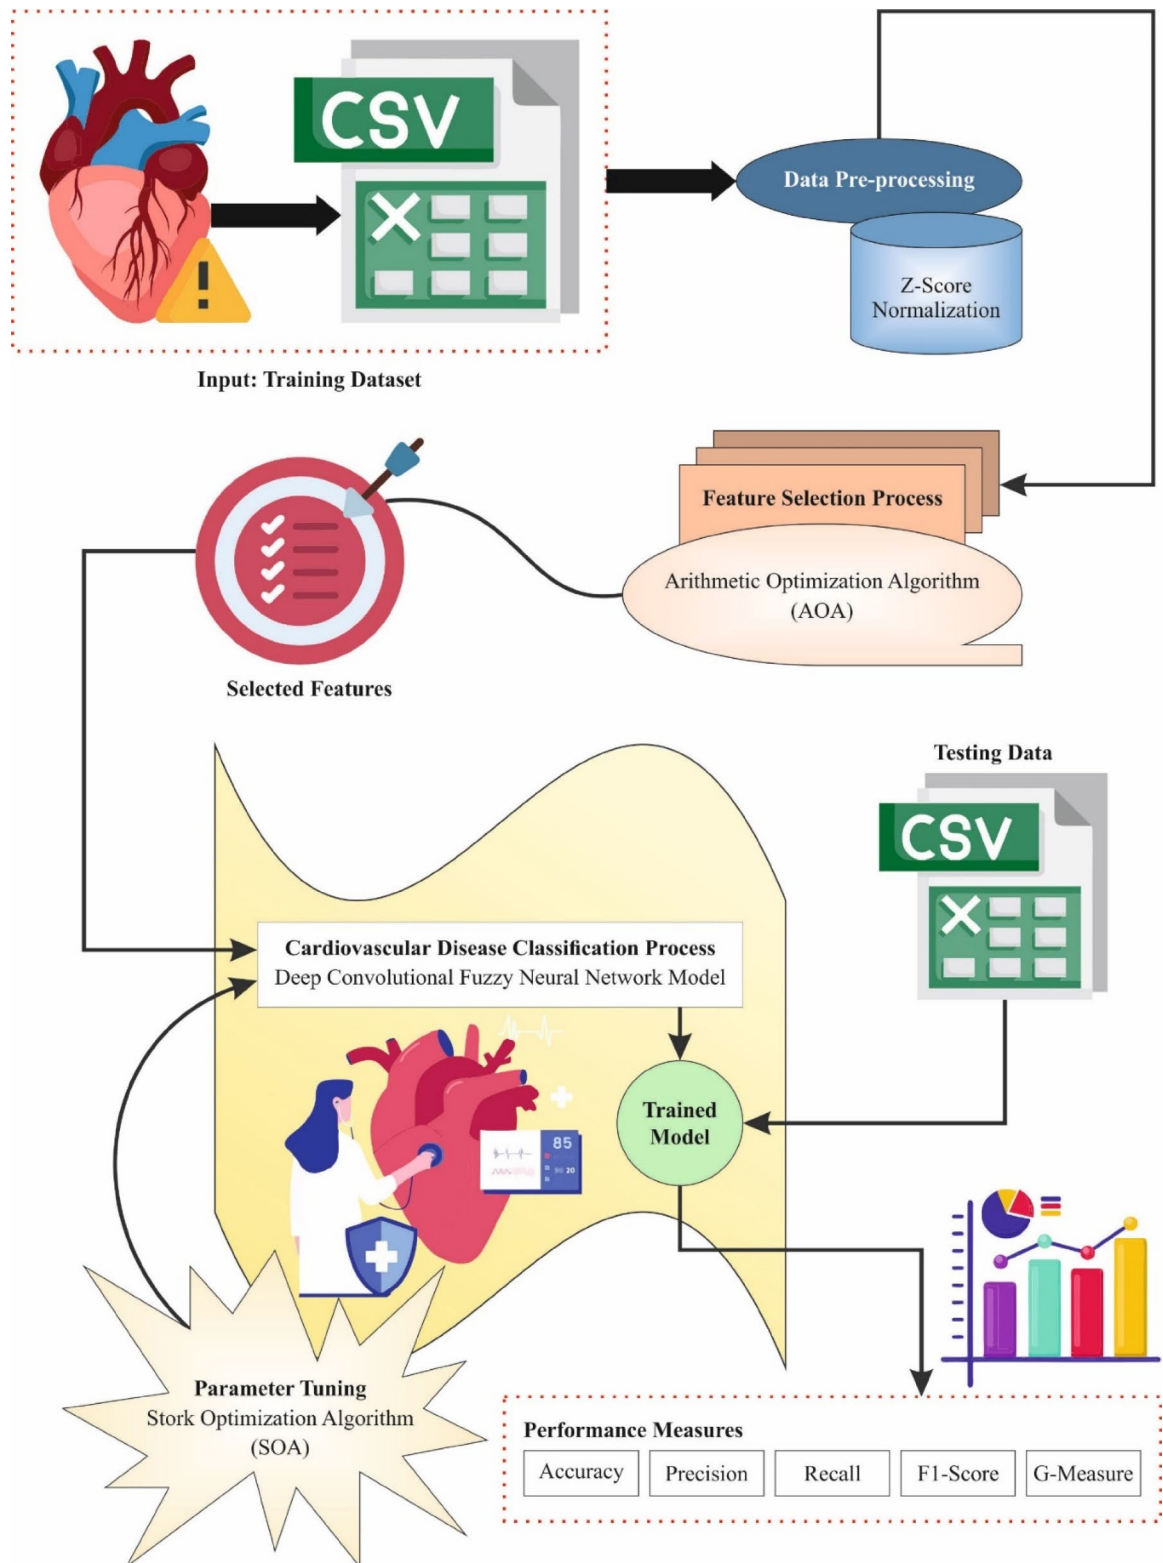 CSV
Data Pre-processing
Z-Score
Normalization
Input: Training Dataset
Feature Selection Process
Arithmetic Optimization Algorithm
(AOA)
Selected Features
Testing Data
CSV
Cardiovascular Disease Classification Process
Deep Convolutional Fuzzy Neural Network Model
Trained
Model
85
90 20
Parameter Tuning
Stork Optimization Algorithm
(SOA)
Performance Measures
Accuracy
Precision
Recall
F1-Score
G-Measure